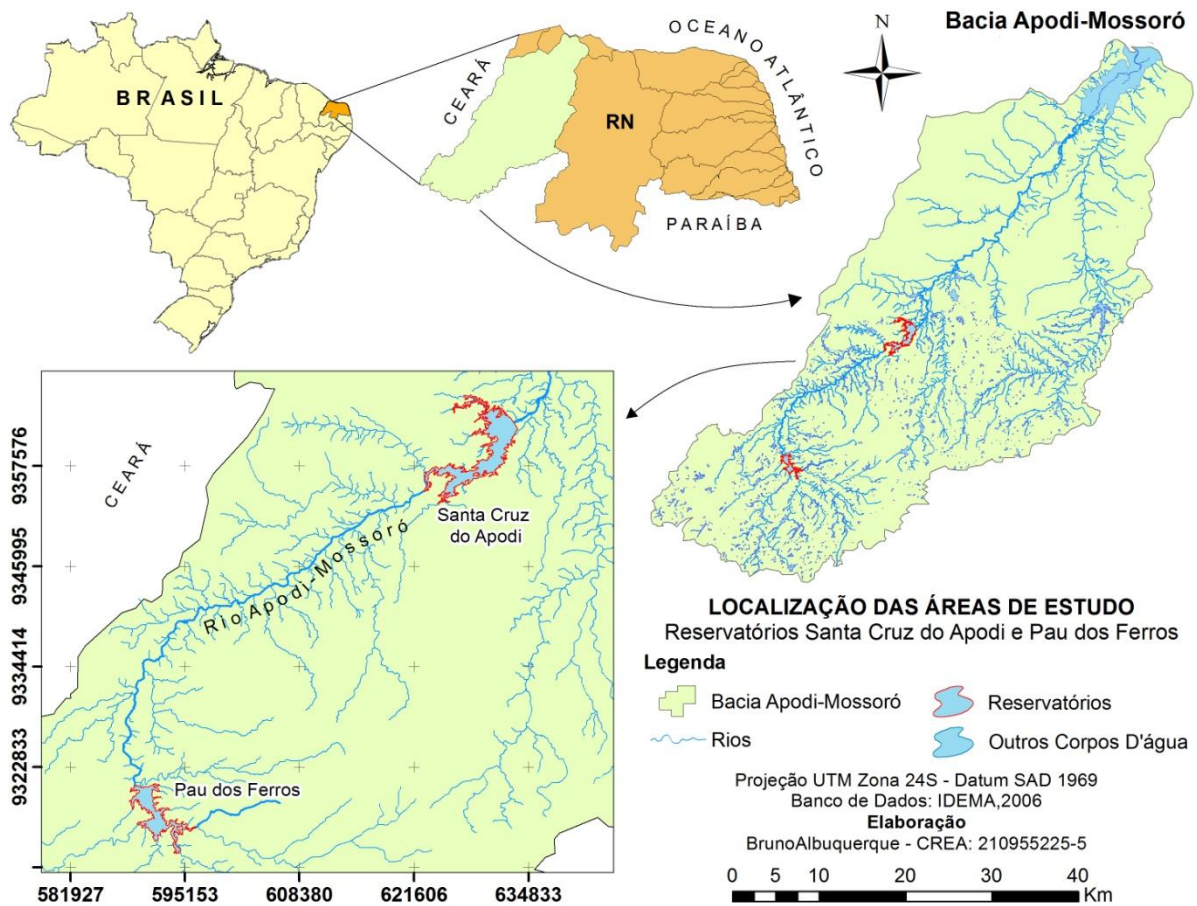 BRASIL
CEARÁ
RN
OCEANO ATLÂNTICO
PARAÍBA
N
Bacia Apodi-Mossoró
CEARÁ
Santa Cruz
do Apodi
Rio Apodi-Mossoró
Pau dos Ferros
9357576
9345995
9334414
9322833
581927 595153 608380 621606 634833
LOCALIZAÇÃO DAS ÁREAS DE ESTUDO
Reservatórios Santa Cruz do Apodi e Pau dos Ferros
Legenda
Bacia Apodi-Mossoró
Reservatórios
Rios
Outros Corpos D'água
Projeção UTM Zona 24S - Datum SAD 1969
Banco de Dados: IDEMA,2006
Elaboração
BrunoAlbuquerque - CREA: 210955225-5
0 5 10 20 30 40
Km